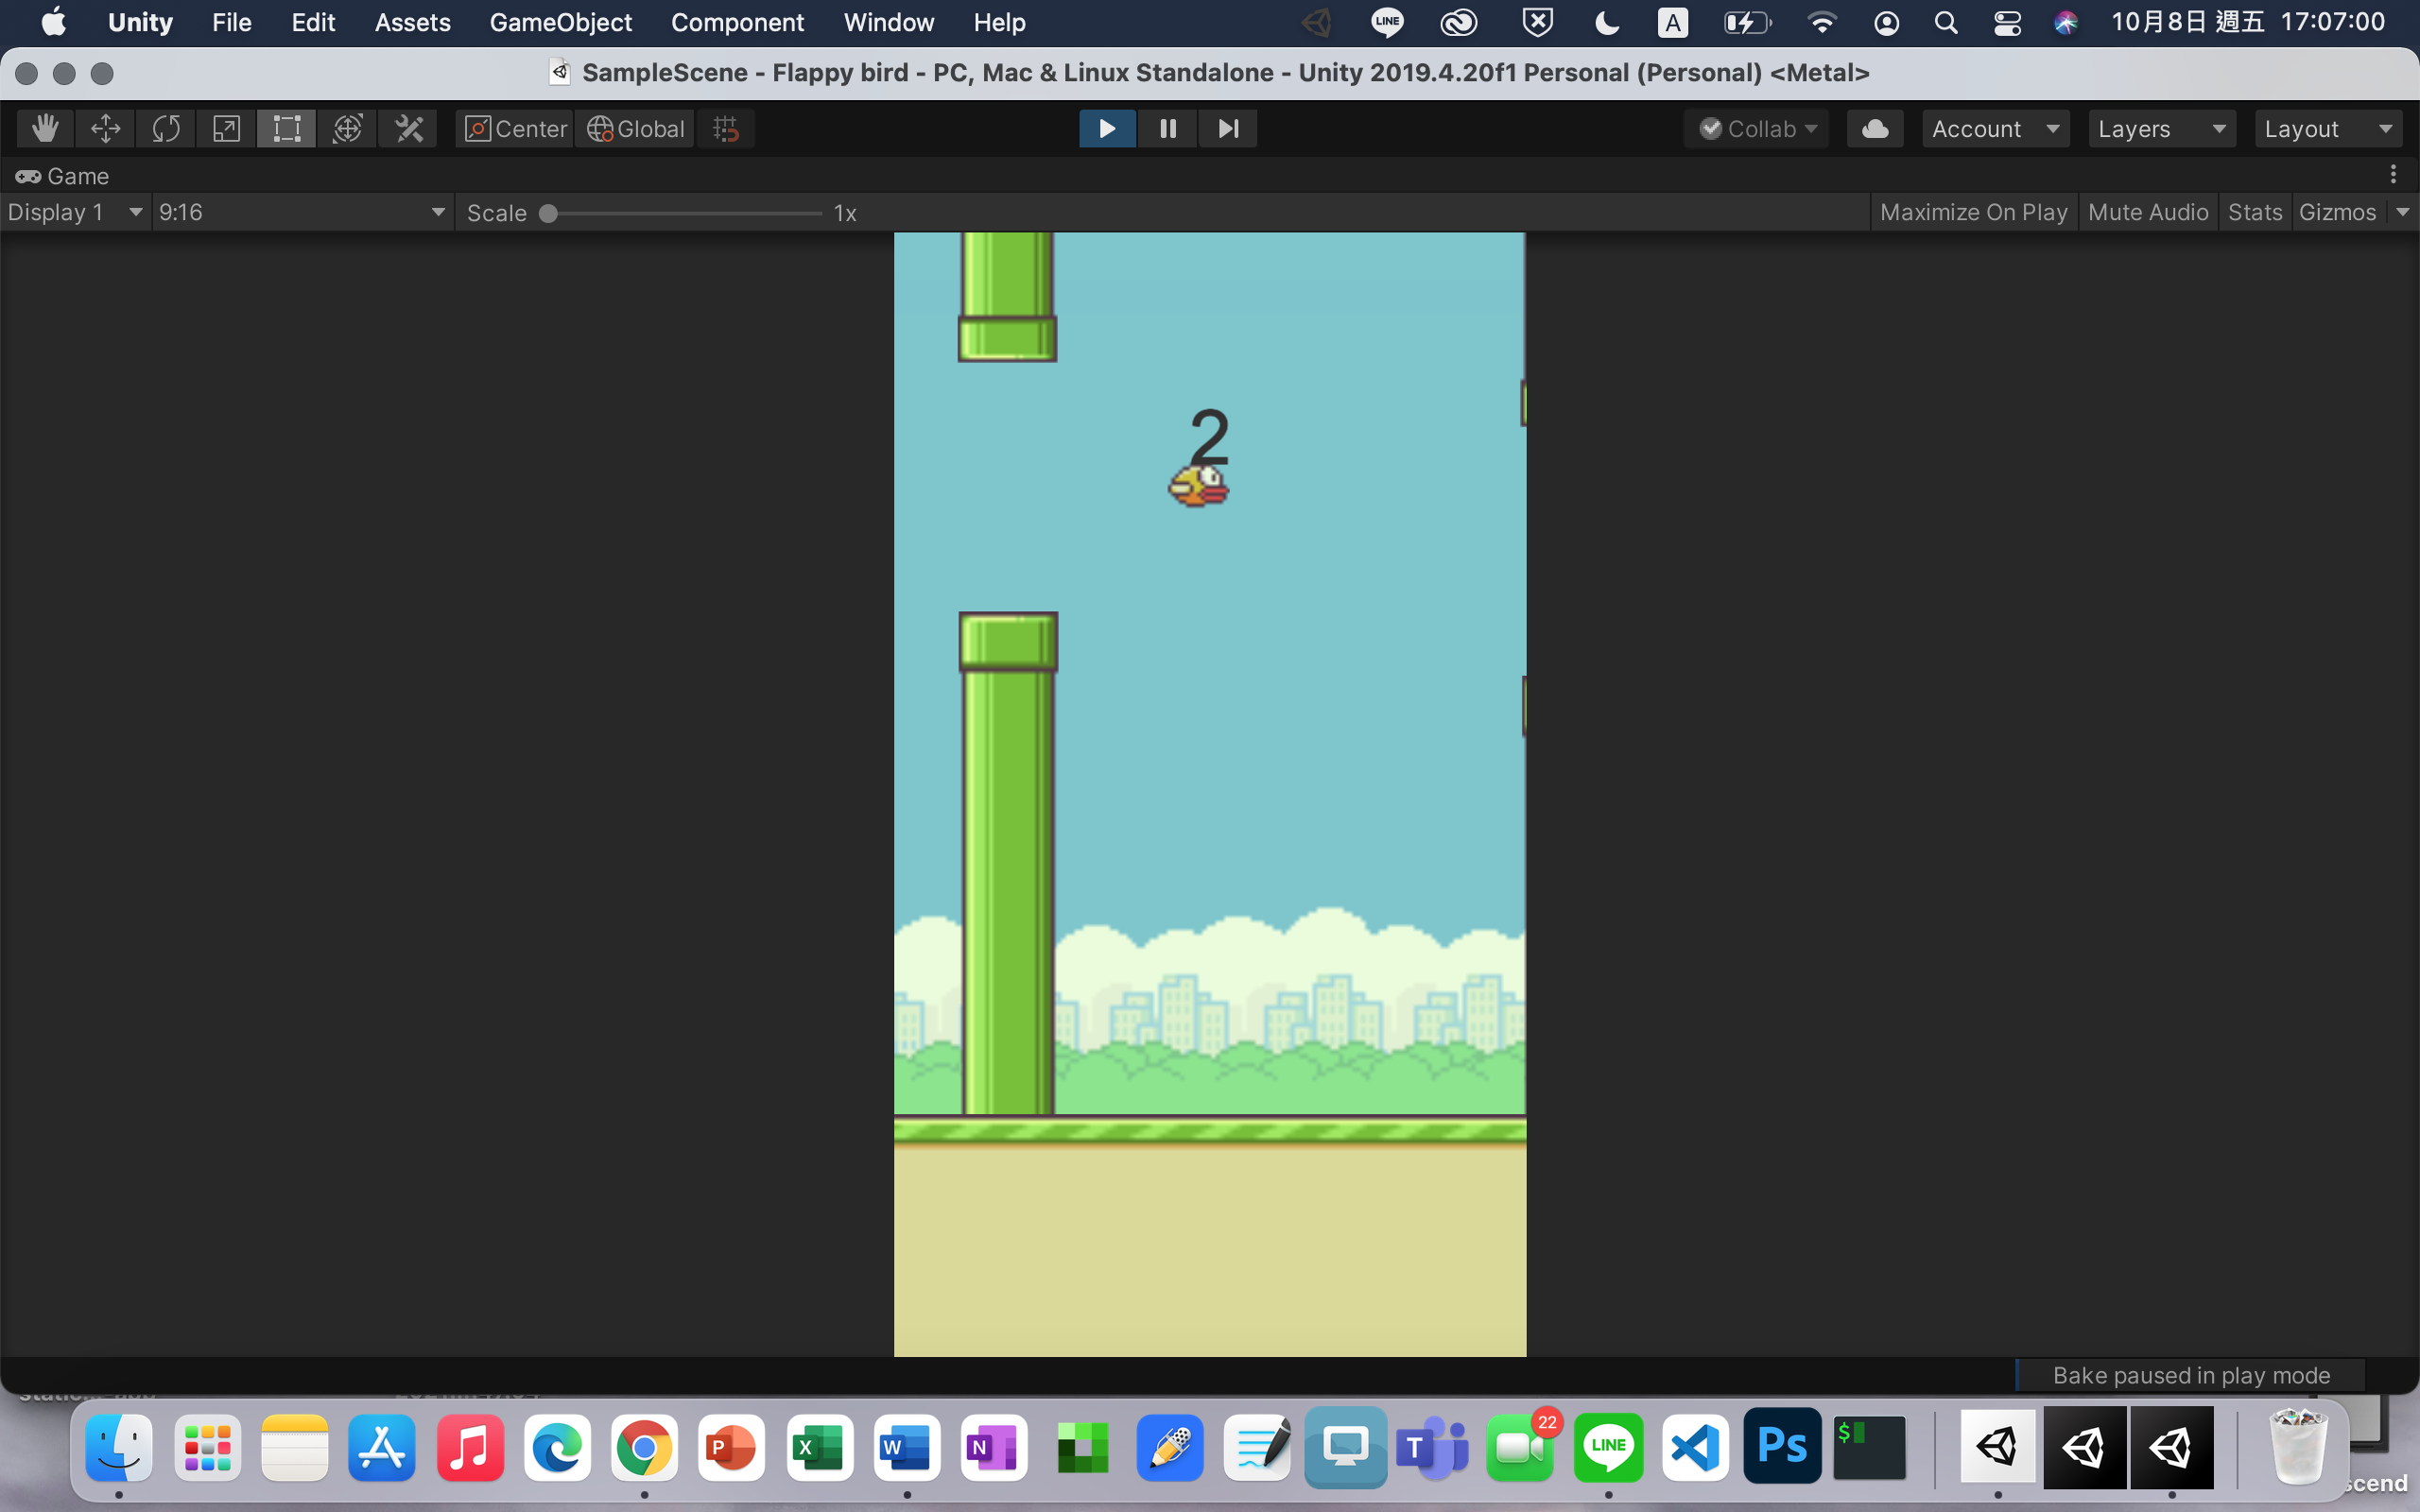 Unity File Edit Assets GameObject Component Window Help LINE A 10月8日 週五 17:07:00
SampleScene - Flappy bird - PC, Mac & Linux Standalone - Unity 2019.4.20f1 Personal (Personal) <Metal>
Center Global Collab Account Layers Layout
Game
Display 1 9:16 Scale 1x Maximize On Play Mute Audio Stats Gizmos
2
Bake paused in play mode
22
P X W N T LINE Ps $
scend